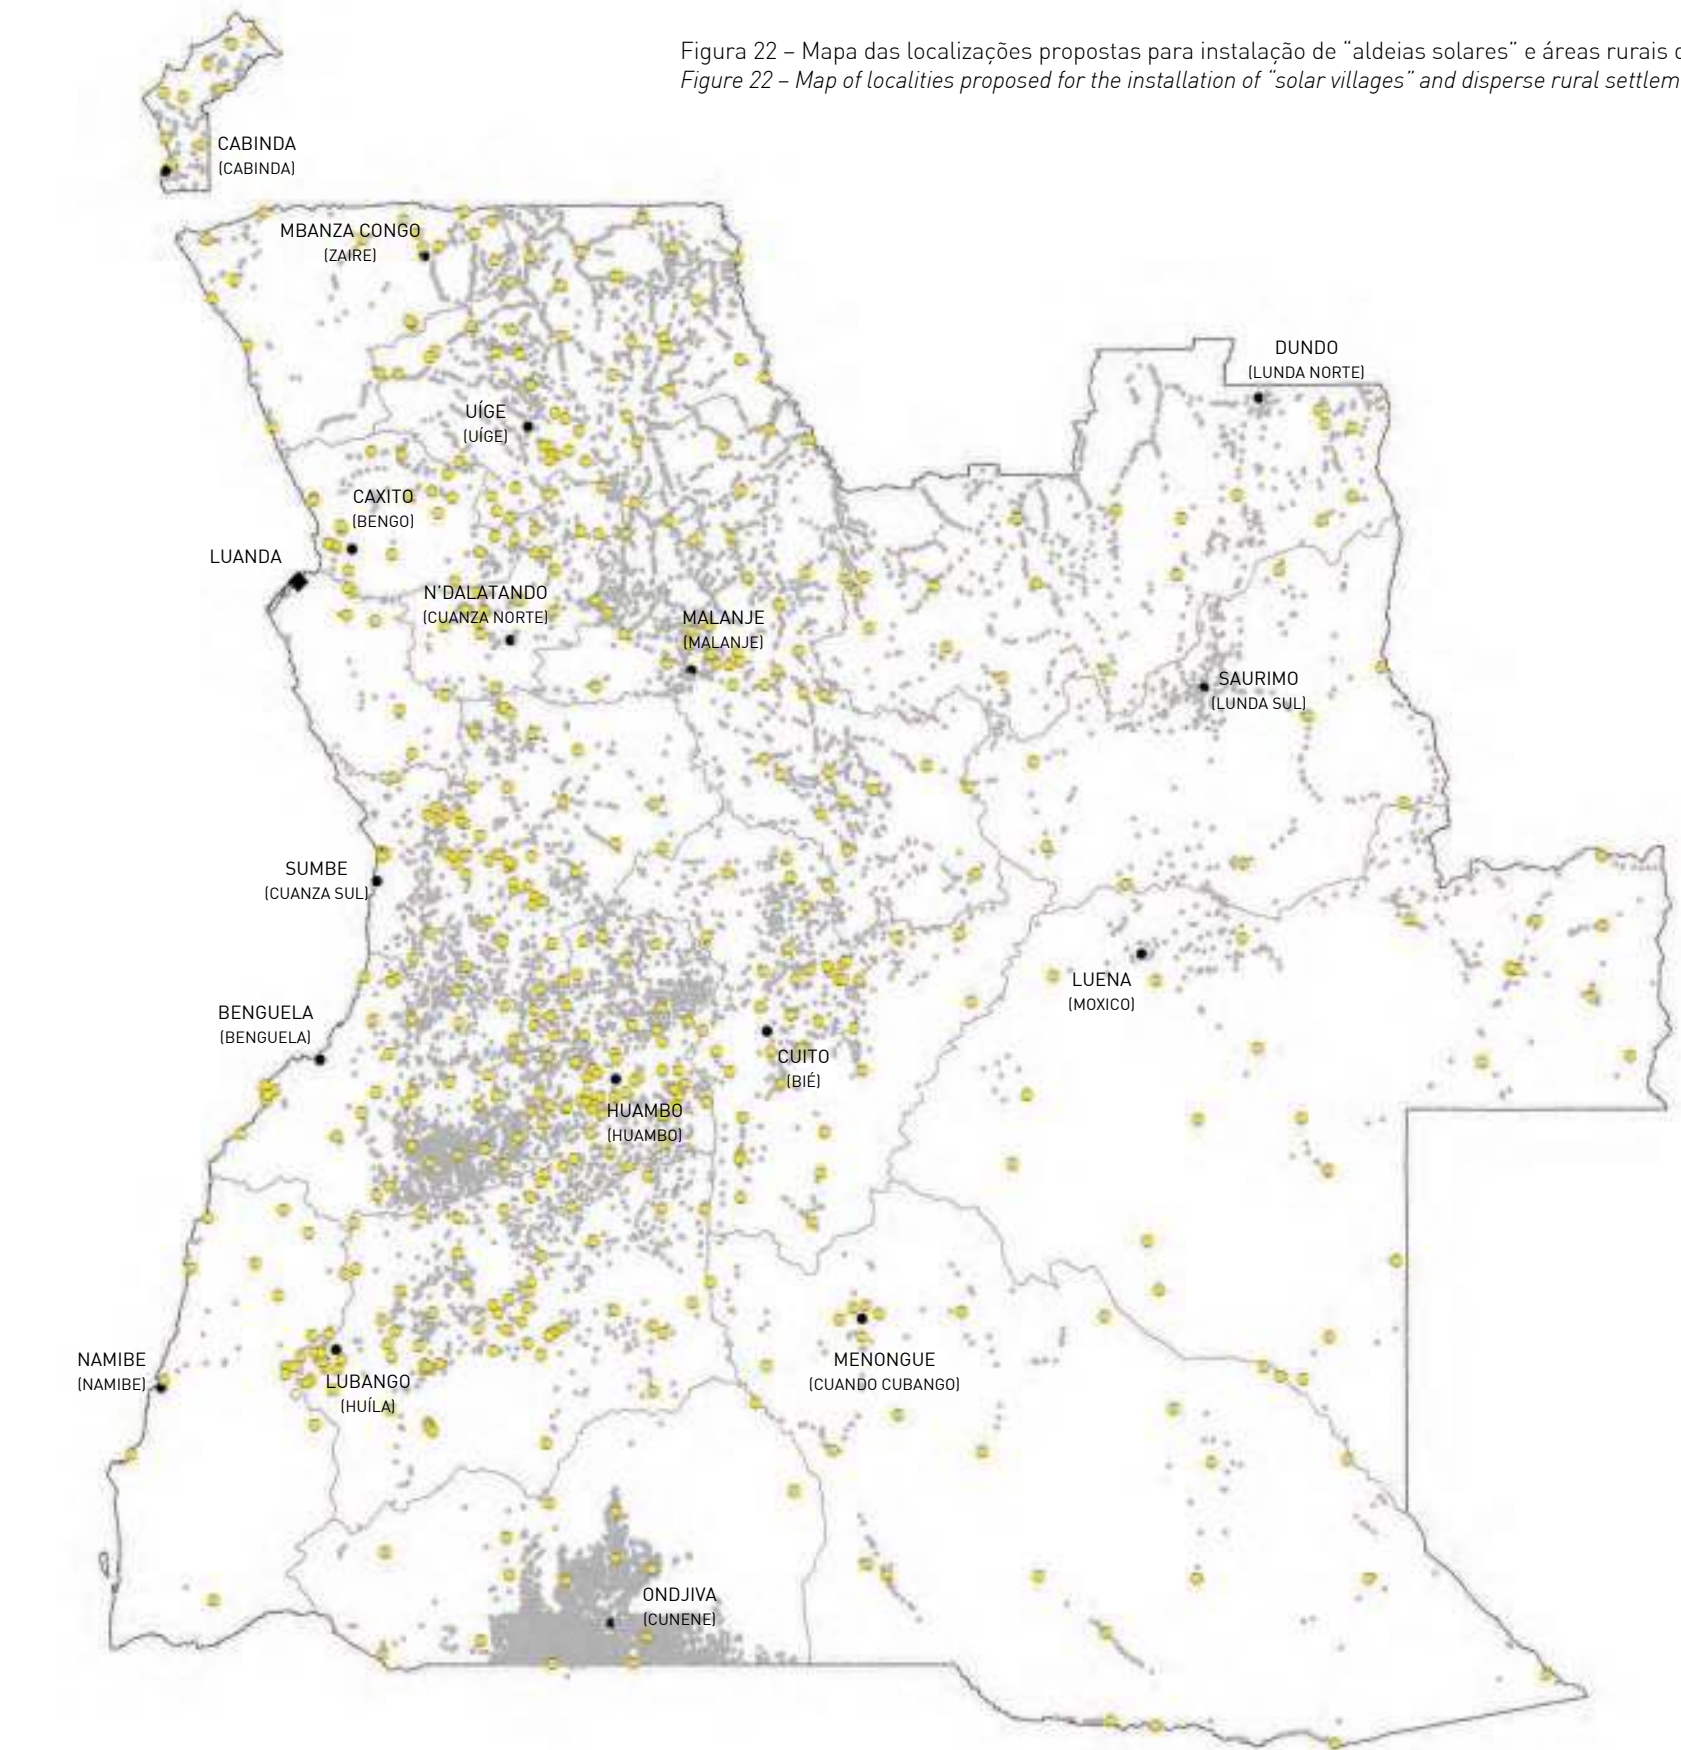 Figura 22 – Mapa das localizações propostas para instalação de “aldeias solares” e áreas rurais
Figure 22 – Map of localities proposed for the installation of “solar villages” and disperse rural
CABINDA
(CABINDA)
MBANZA CONGO
(ZAIRE)
DUNDO
(LUNDA NORTE)
UÍGE
(UÍGE)
CAXITO
(BENGO)
LUANDA
N'DALATANDO
(CUANZA NORTE)
MALANJE
(MALANJE)
SAURIMO
(LUNDA SUL)
SUMBE
(CUANZA SUL)
LUENA
(MOXICO)
BENGUELA
(BENGUELA)
CUITO
(BIÉ)
HUAMBO
(HUAMBO)
NAMIBE
(NAMIBE)
MENONGUE
(CUANDO CUBANGO)
LUBANGO
(HUÍLA)
ONDJIVA
(CUNENE)